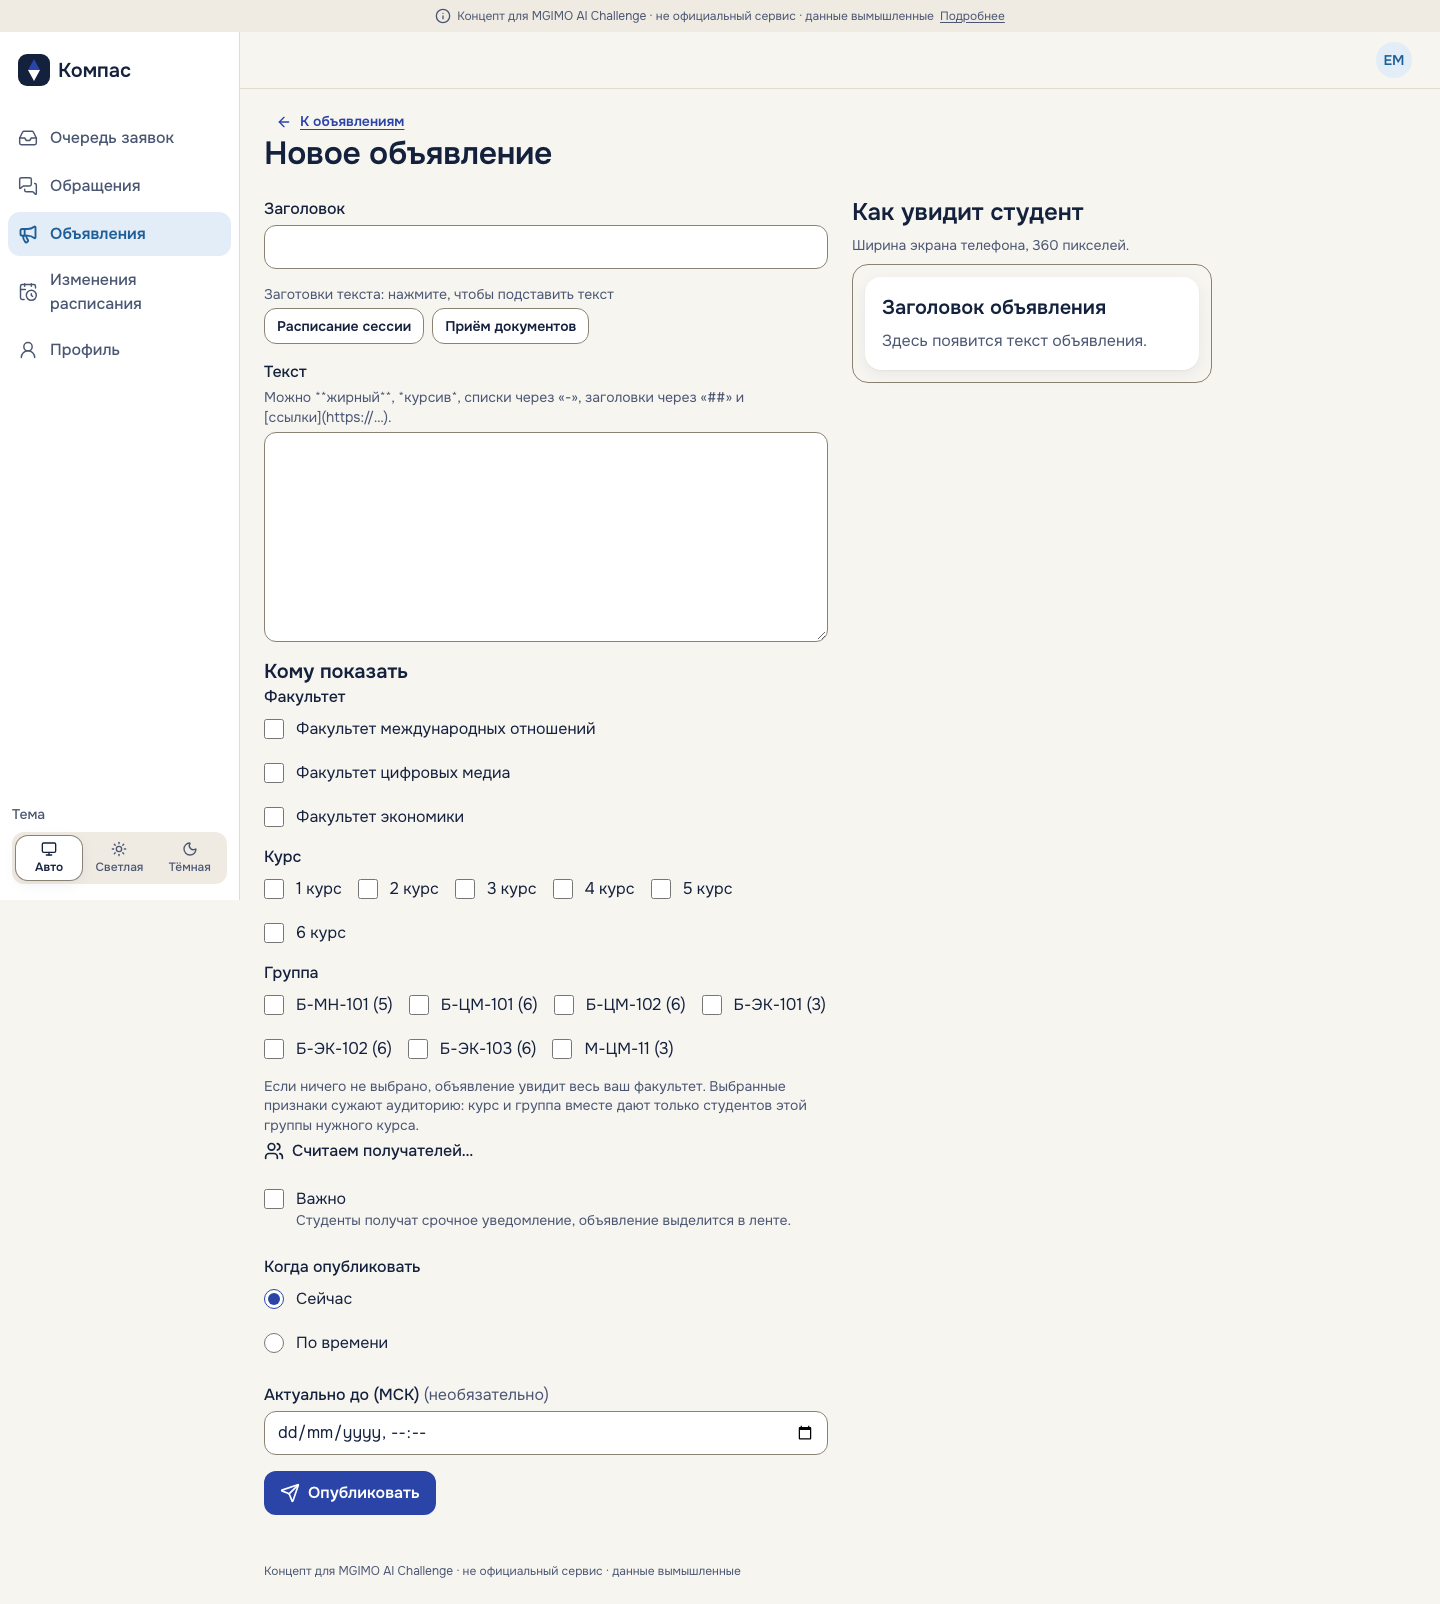 Концепт для MGIMO AI Challenge · не официальный сервис · данные вымышленные Подробнее
Компас
ЕМ
Очередь заявок
Обращения
Объявления
Изменения
расписания
Профиль
Тема
Авто
Светлая
Тёмная
К объявлениям
Новое объявление
Заголовок
Заготовки текста: нажмите, чтобы подставить текст
Расписание сессии
Приём документов
Текст
Можно **жирный**, *курсив*, списки через «-», заголовки через «##» и
[ссылки](https://…).
Кому показать
Факультет
Факультет международных отношений
Факультет цифровых медиа
Факультет экономики
Курс
1 курс 2 курс 3 курс 4 курс 5 курс
6 курс
Группа
Б-МН-101 (5) Б-ЦМ-101 (6) Б-ЦМ-102 (6) Б-ЭК-101 (3)
Б-ЭК-102 (6) Б-ЭК-103 (6) М-ЦМ-11 (3)
Если ничего не выбрано, объявление увидит весь ваш факультет. Выбранные
признаки сужают аудиторию: курс и группа вместе дают только студентов этой
группы нужного курса.
Считаем получателей…
Важно
Студенты получат срочное уведомление, объявление выделится в ленте.
Когда опубликовать
Сейчас
По времени
Актуально до (МСК) (необязательно)
dd/mm/yyyy, --:--
Опубликовать
Как увидит студент
Ширина экрана телефона, 360 пикселей.
Заголовок объявления
Здесь появится текст объявления.
Концепт для MGIMO AI Challenge · не официальный сервис · данные вымышленные